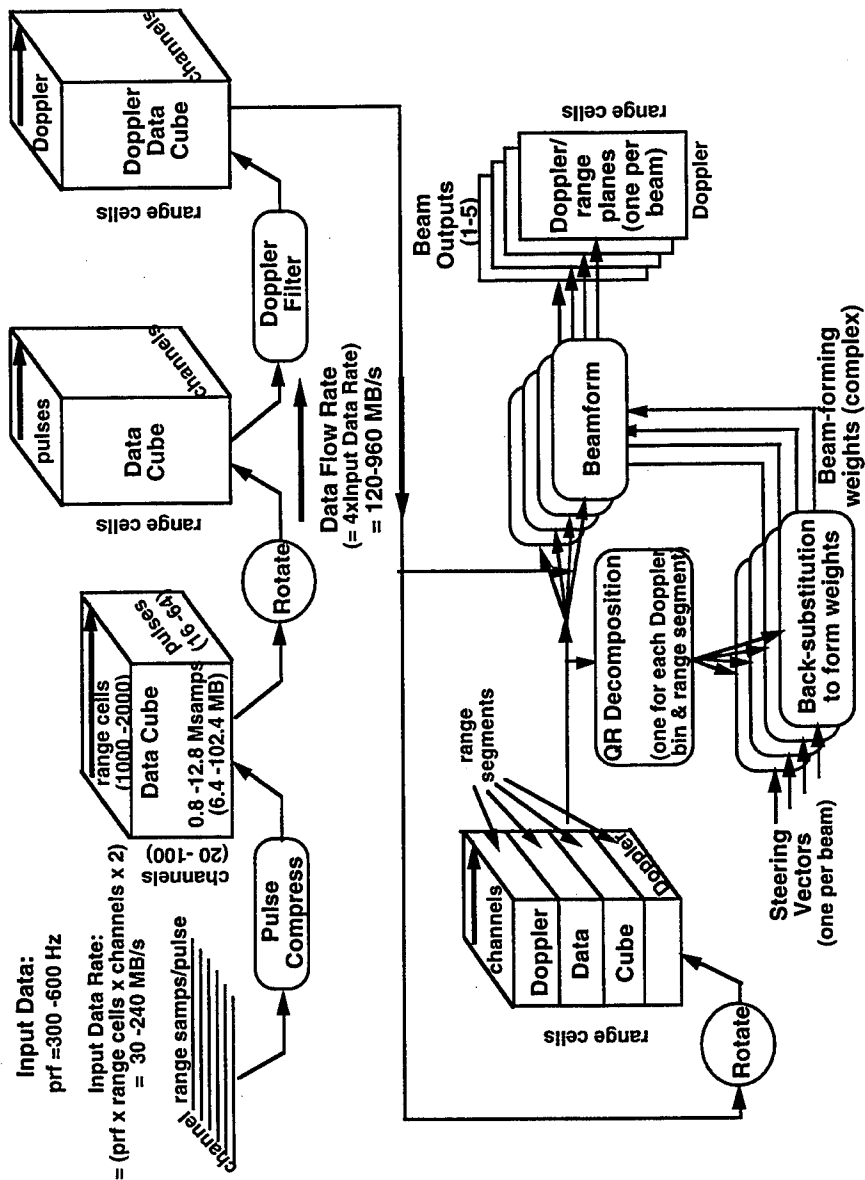 Input Data:
prf =300 -600 Hz
Input Data Rate:
= (prf x range cells x channels x 2)
= 30 -240 MB/s
range samps/pulse
channel
Pulse
Compress
range cells
(1000 -2000)
Data Cube
0.8 -12.8 Msamps
(6.4 -102.4 MB)
pulses
(16 -64)
channels
(20 -100)
Rotate
pulses
Data
Cube
channels
range cells
Data Flow Rate
(= 4xInput Data Rate)
= 120-960 MB/s
Doppler
Filter
Doppler
Doppler
Data
Cube
channels
range cells
Rotate
channels
Doppler
Data
Cube
Doppler
range cells
range
segments
QR Decomposition
(one for each Doppler
bin & range segment)
Steering
Vectors
(one per beam)
Back-substitution
to form weights
Beam-forming
weights (complex)
Beamform
Beam
Outputs
(1-5)
Doppler/
range
planes
(one per
beam)
Doppler
range cells